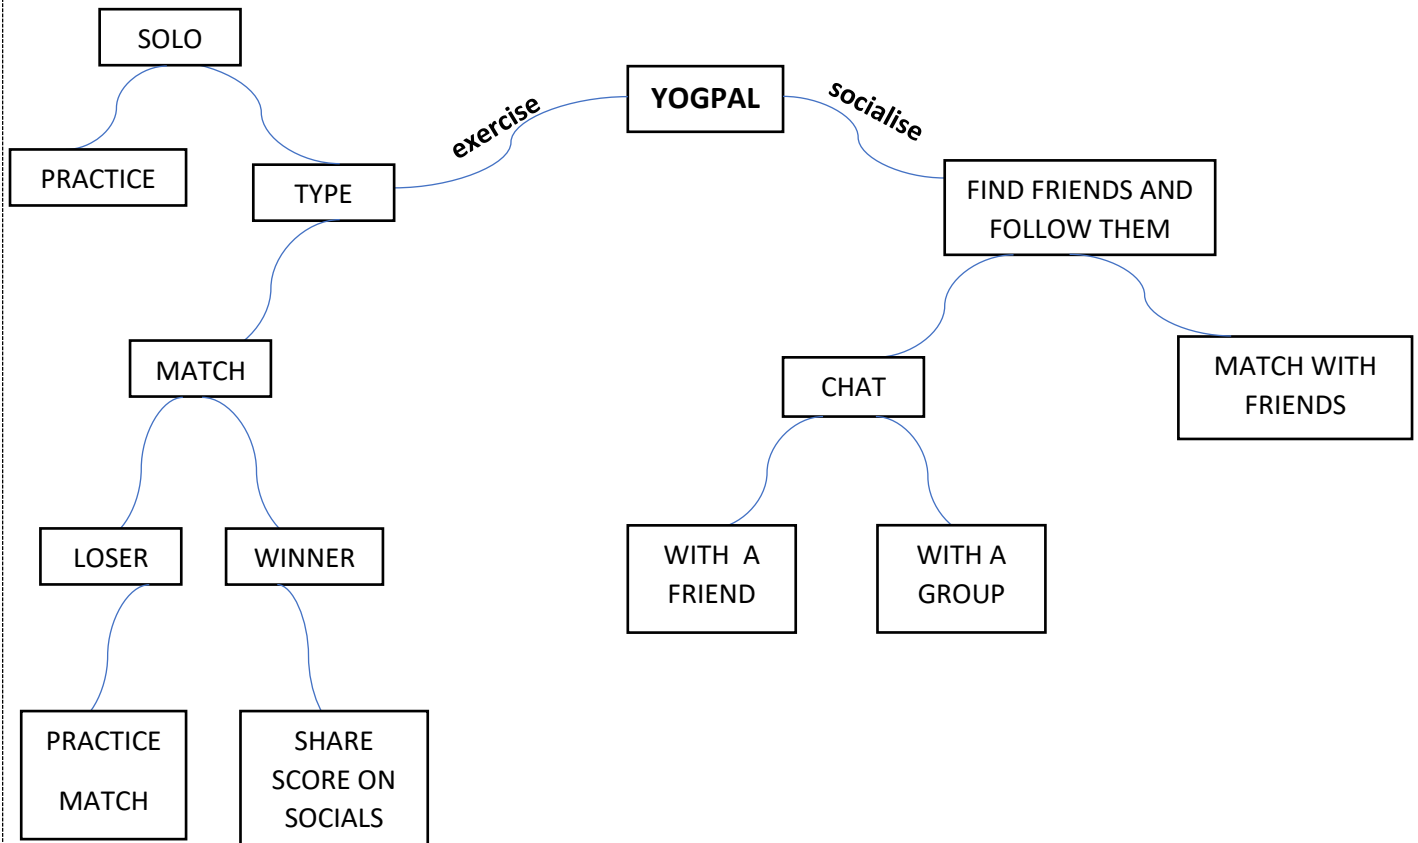 SOLO
YOGPAL
exercise
socialise
PRACTICE
TYPE
FIND FRIENDS AND
FOLLOW THEM
MATCH
CHAT
MATCH WITH
FRIENDS
LOSER
WINNER
WITH A
FRIEND
WITH A
GROUP
PRACTICE
MATCH
SHARE
SCORE ON
SOCIALS